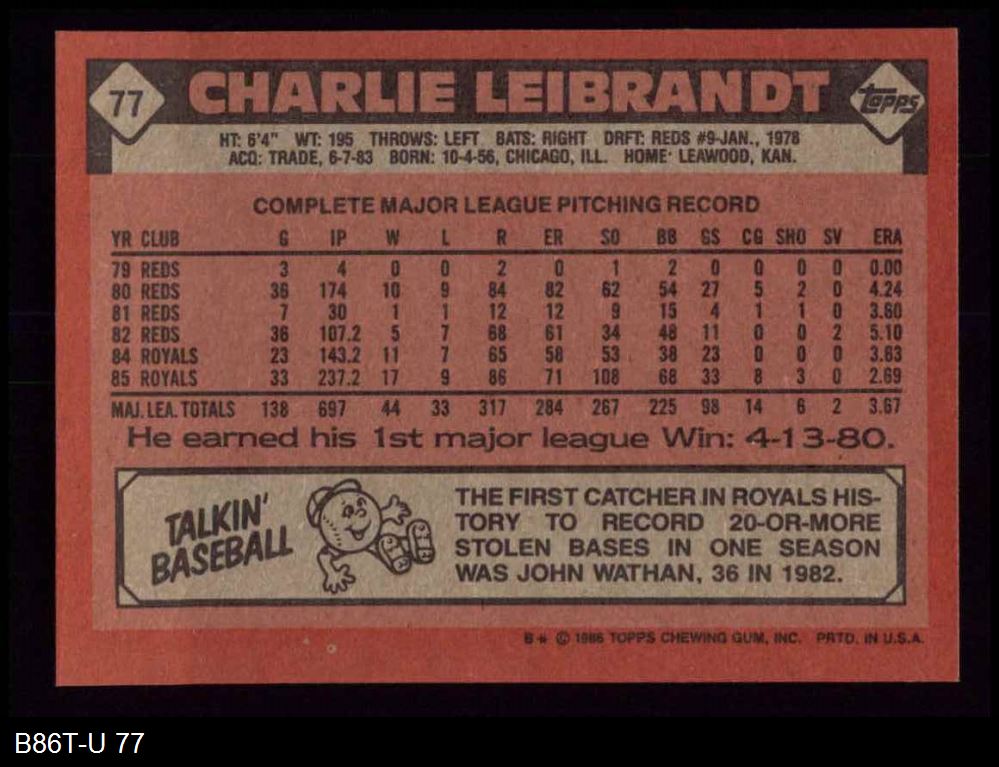 77
CHARLIE LEIBRANDT
Topps
HT: 6'4" WT: 195 THROWS: LEFT BATS: RIGHT DRFT: REDS #9-JAN., 1978
ACQ: TRADE, 6-7-83 BORN: 10-4-56, CHICAGO, ILL. HOME: LEAWOOD, KAN.
COMPLETE MAJOR LEAGUE PITCHING RECORD
YR CLUB G IP W L R ER SO BB GS CG SHO SV ERA
79 REDS 3 4 0 0 2 0 1 2 0 0 0 0 0.00
80 REDS 36 174 10 9 84 82 62 54 27 5 2 0 4.24
81 REDS 7 30 1 1 12 12 9 15 4 1 1 0 3.60
82 REDS 36 107.2 5 7 68 61 34 48 11 0 0 2 5.10
84 ROYALS 23 143.2 11 7 65 58 53 38 23 0 0 0 3.63
85 ROYALS 33 237.2 17 9 86 71 108 68 33 8 3 0 2.69
MAJ. LEA. TOTALS 138 697 44 33 317 284 267 225 98 14 6 2 3.67
He earned his 1st major league Win: 4-13-80.
TALKIN'
BASEBALL
THE FIRST CATCHER IN ROYALS HIS-
TORY TO RECORD 20-OR-MORE
STOLEN BASES IN ONE SEASON
WAS JOHN WATHAN, 36 IN 1982.
B* © 1986 TOPPS CHEWING GUM, INC. PRTD. IN U.S.A.
B86T-U 77